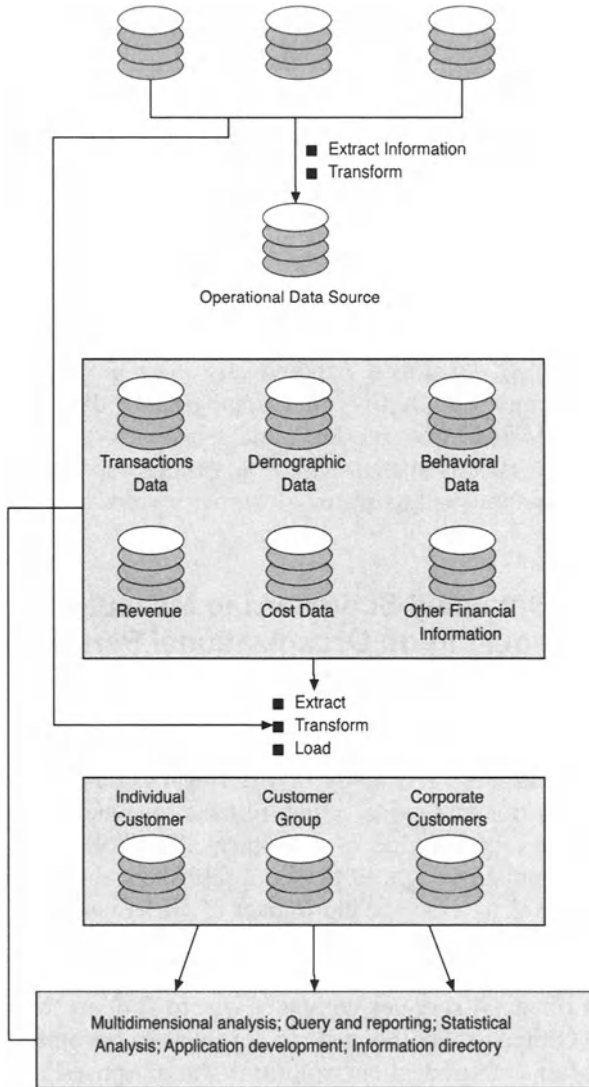 ■ Extract Information
■ Transform
Operational Data Source
Transactions Data
Demographic Data
Behavioral Data
Revenue
Cost Data
Other Financial Information
■ Extract
■ Transform
■ Load
Individual Customer
Customer Group
Corporate Customers
Multidimensional analysis; Query and reporting; Statistical
Analysis; Application development; Information directory